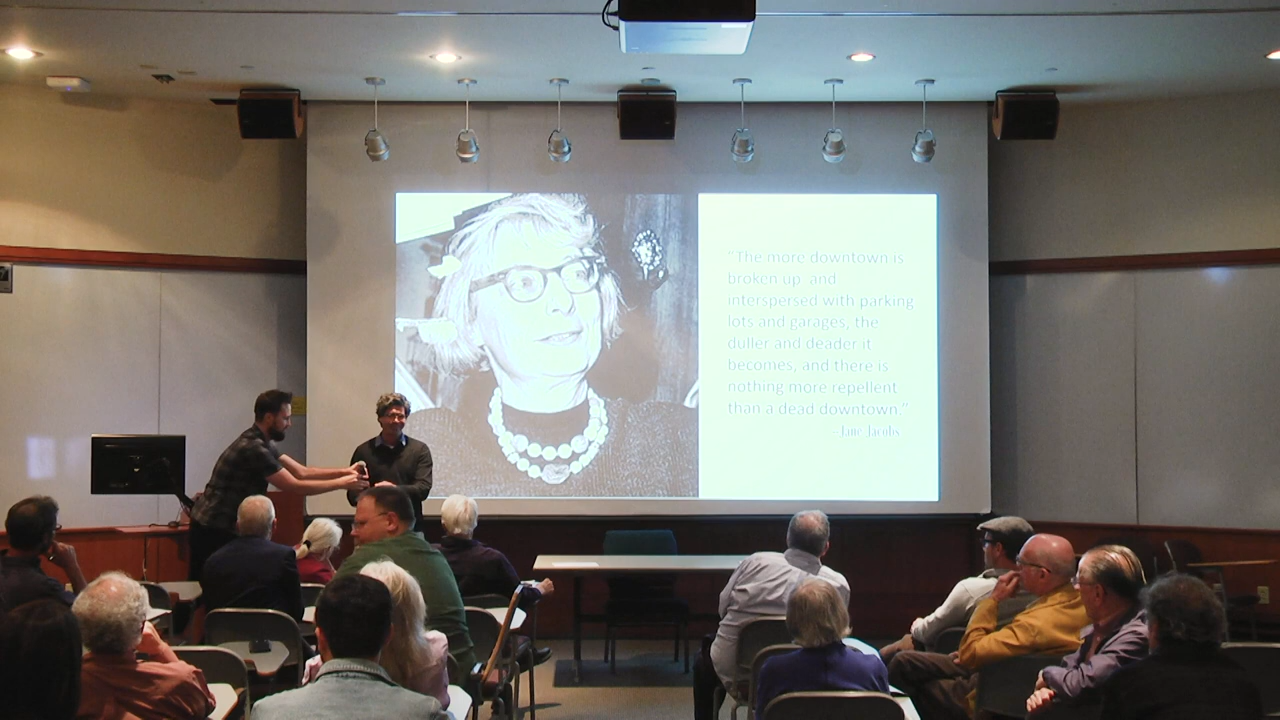 “The more downtown is
broken up and
interspersed with parking
lots and garages, the
duller and deader it
becomes, and there is
nothing more repellent
than a dead downtown.”
–Jane Jacobs